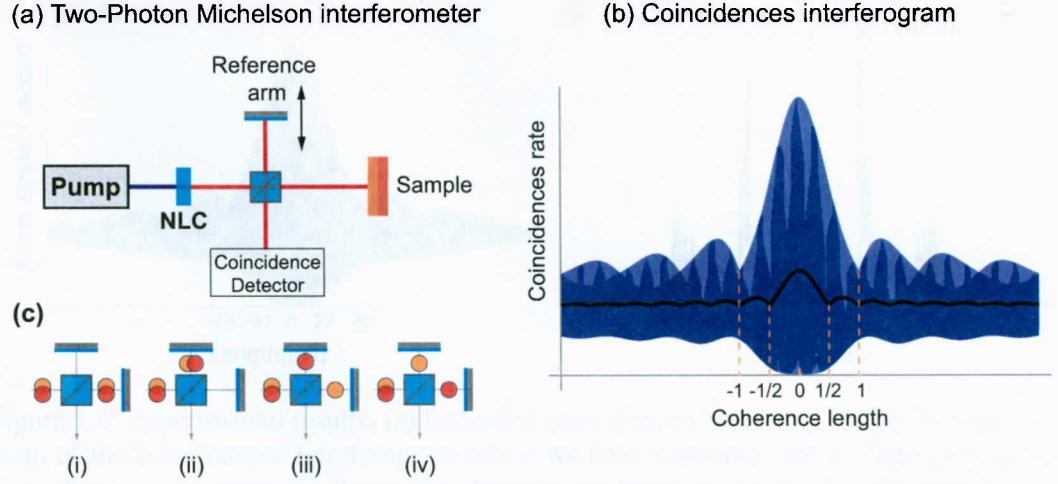 (a) Two-Photon Michelson interferometer
Reference
arm
Pump
NLC
Sample
Coincidence
Detector
(c)
(i) (ii) (iii) (iv)
(b) Coincidences interferogram
Coincidences rate
-1 -1/2 0 1/2 1
Coherence length